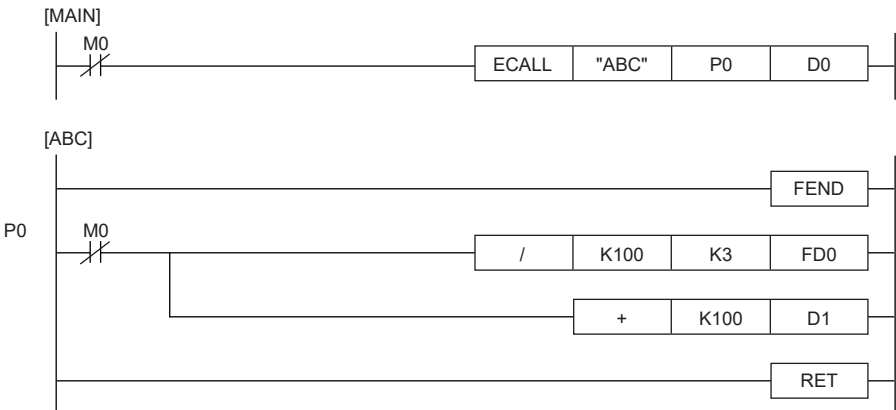 [MAIN]
M0
ECALL "ABC" P0 D0
[ABC]
FEND
P0 M0
/ K100 K3 FD0
+ K100 D1
RET